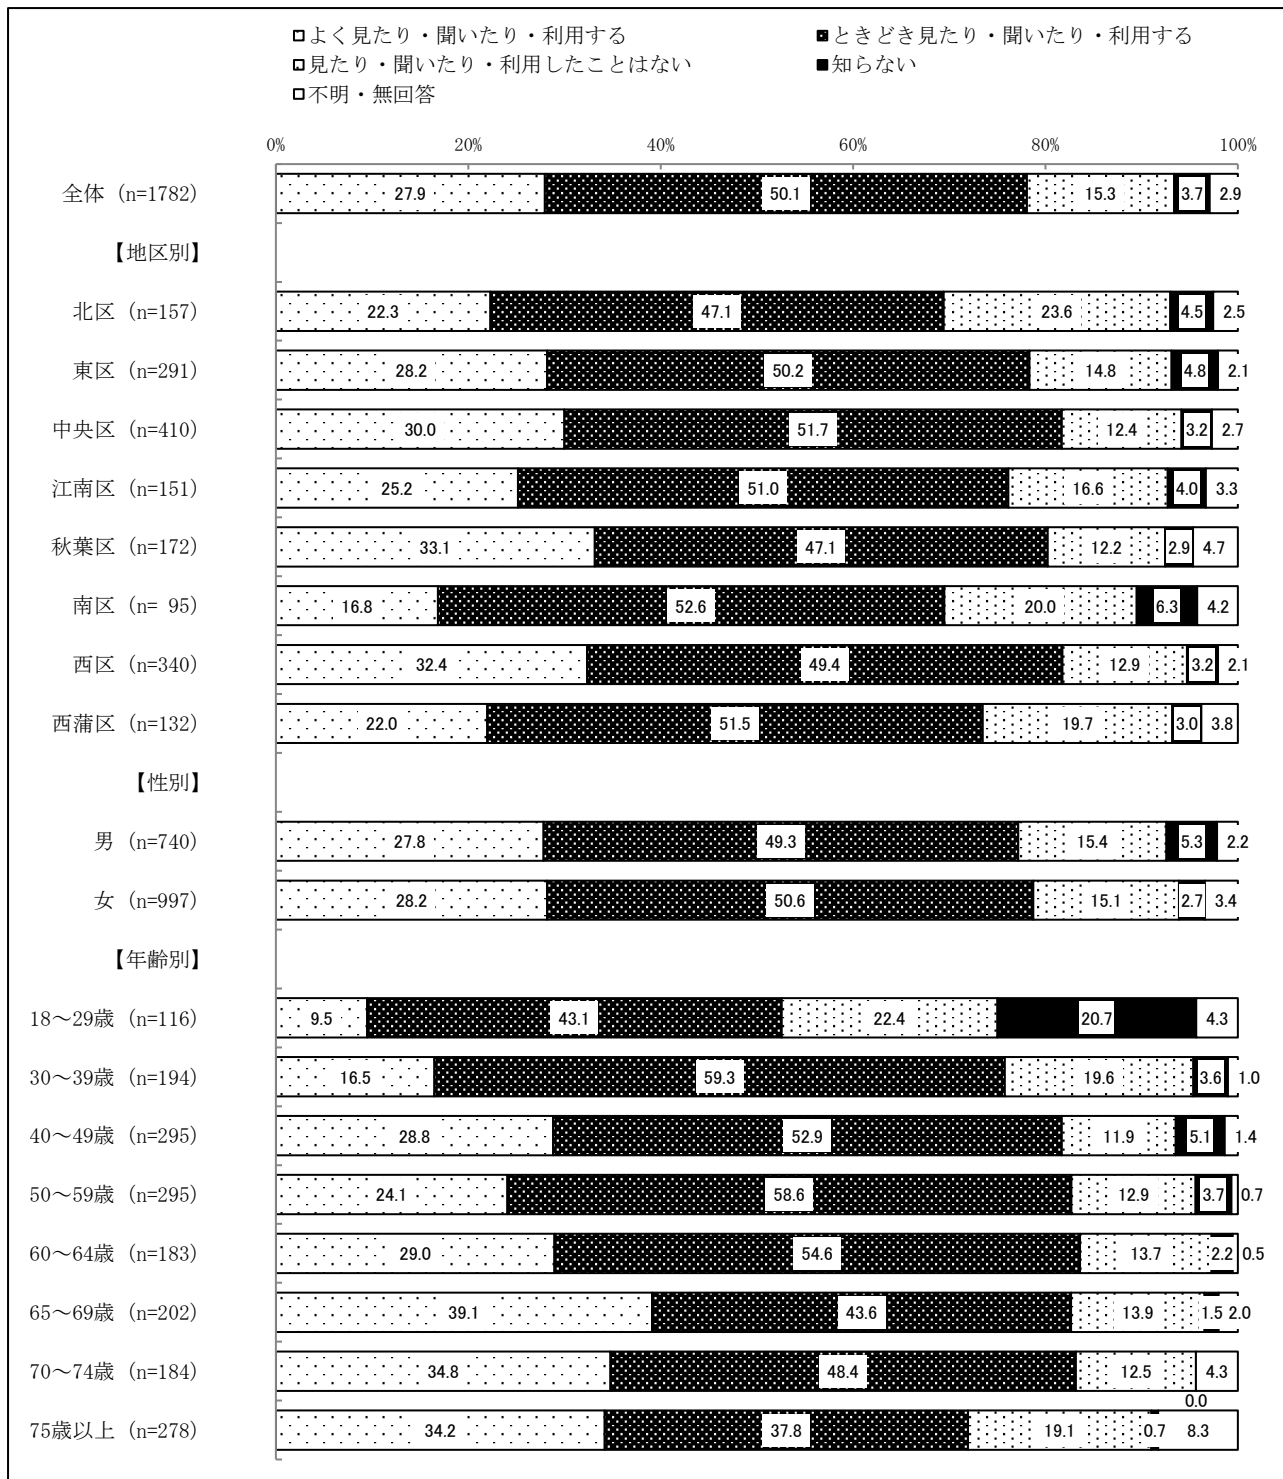 よく見たり・聞いたり・利用する ときどき見たり・聞いたり・利用する
見たり・聞いたり・利用したことはない 知らない
不明・無回答
0% 20% 40% 60% 80% 100%
全体 (n=1782) 27.9 50.1 15.3 3.7 2.9
【地区別】
北区 (n=157) 22.3 47.1 23.6 4.5 2.5
東区 (n=291) 28.2 50.2 14.8 4.8 2.1
中央区 (n=410) 30.0 51.7 12.4 3.2 2.7
江南区 (n=151) 25.2 51.0 16.6 4.0 3.3
秋葉区 (n=172) 33.1 47.1 12.2 2.9 4.7
南区 (n= 95) 16.8 52.6 20.0 6.3 4.2
西区 (n=340) 32.4 49.4 12.9 3.2 2.1
西蒲区 (n=132) 22.0 51.5 19.7 3.0 3.8
【性別】
男 (n=740) 27.8 49.3 15.4 5.3 2.2
女 (n=997) 28.2 50.6 15.1 2.7 3.4
【年齢別】
18～29歳 (n=116) 9.5 43.1 22.4 20.7 4.3
30～39歳 (n=194) 16.5 59.3 19.6 3.6 1.0
40～49歳 (n=295) 28.8 52.9 11.9 5.1 1.4
50～59歳 (n=295) 24.1 58.6 12.9 3.7 0.7
60～64歳 (n=183) 29.0 54.6 13.7 2.2 0.5
65～69歳 (n=202) 39.1 43.6 13.9 1.5 2.0
70～74歳 (n=184) 34.8 48.4 12.5 4.3
0.0
75歳以上 (n=278) 34.2 37.8 19.1 0.7 8.3